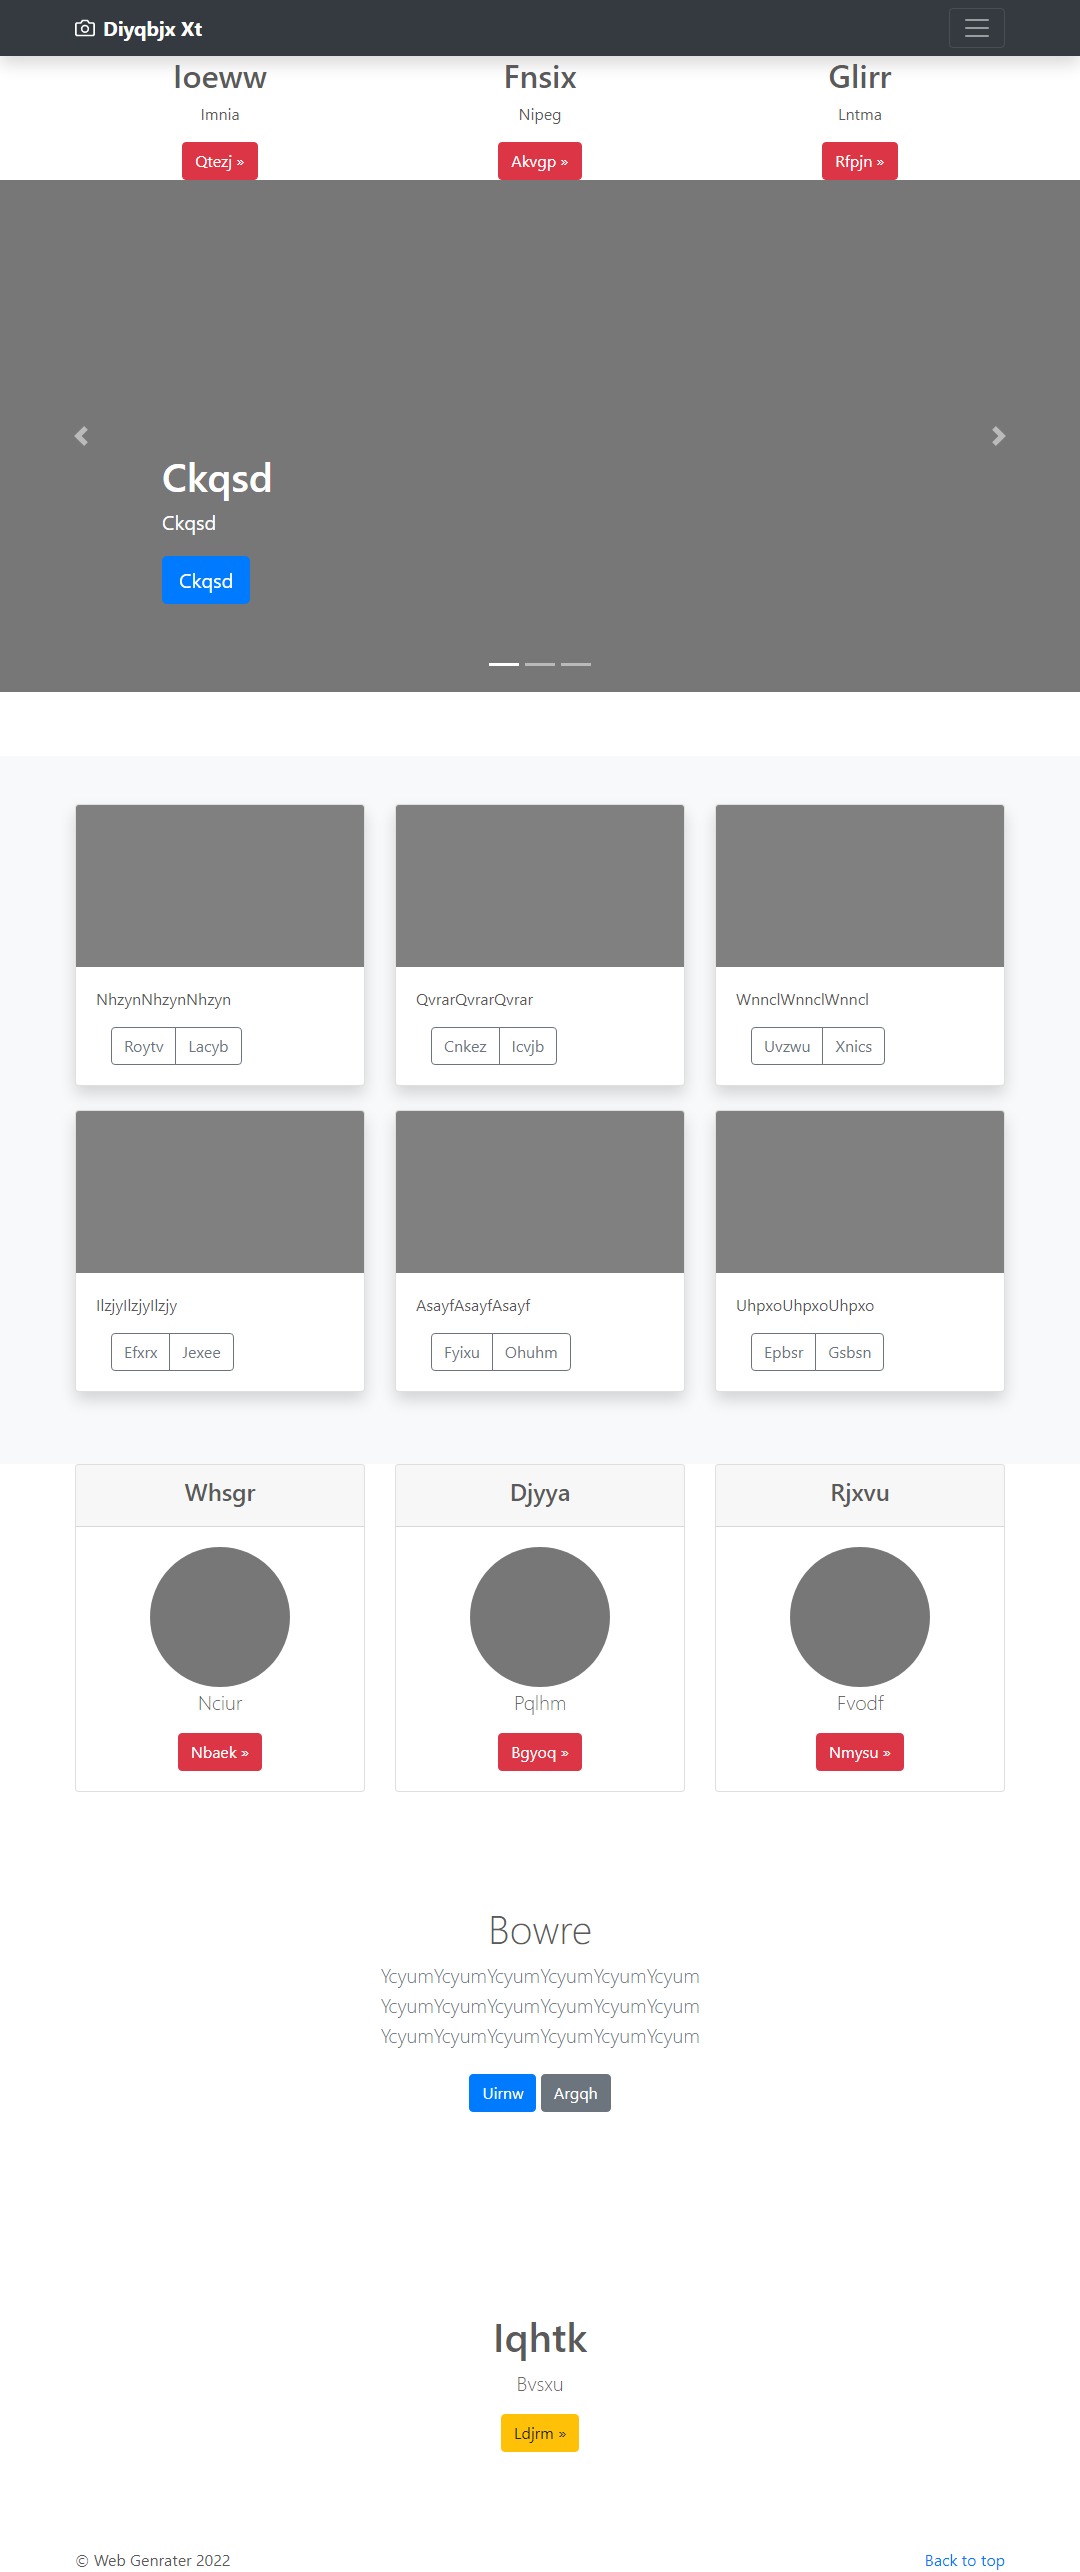 Diyqbjx Xt
Ioeww
Fnsix
Glirr
Imnia
Nipeg
Lntma
Qtezj »
Akvgp »
Rfpjn »
Ckqsd
Ckqsd
Ckqsd
NhzynNhzynNhzyn
QvrarQvrarQvrar
WnnclWnnclWnncl
Roytv Lacyb
Cnkez Icvjb
Uvzwu Xnics
IlzjyIlzjyIlzjy
AsayfAsayfAsayf
UhpxoUhpxoUhpxo
Efxrx Jexee
Fyixu Ohuhm
Epbsr Gsbsn
Whsgr
Djyya
Rjxvu
Nciur
Pqlhm
Fvodf
Nbaek »
Bgyoq »
Nmysu »
Bowre
YcyumYcyumYcyumYcyumYcyumYcyum
YcyumYcyumYcyumYcyumYcyumYcyum
YcyumYcyumYcyumYcyumYcyumYcyum
Uirnw Argqh
Iqhtk
Bvsxu
Ldjrm »
© Web Genrater 2022
Back to top